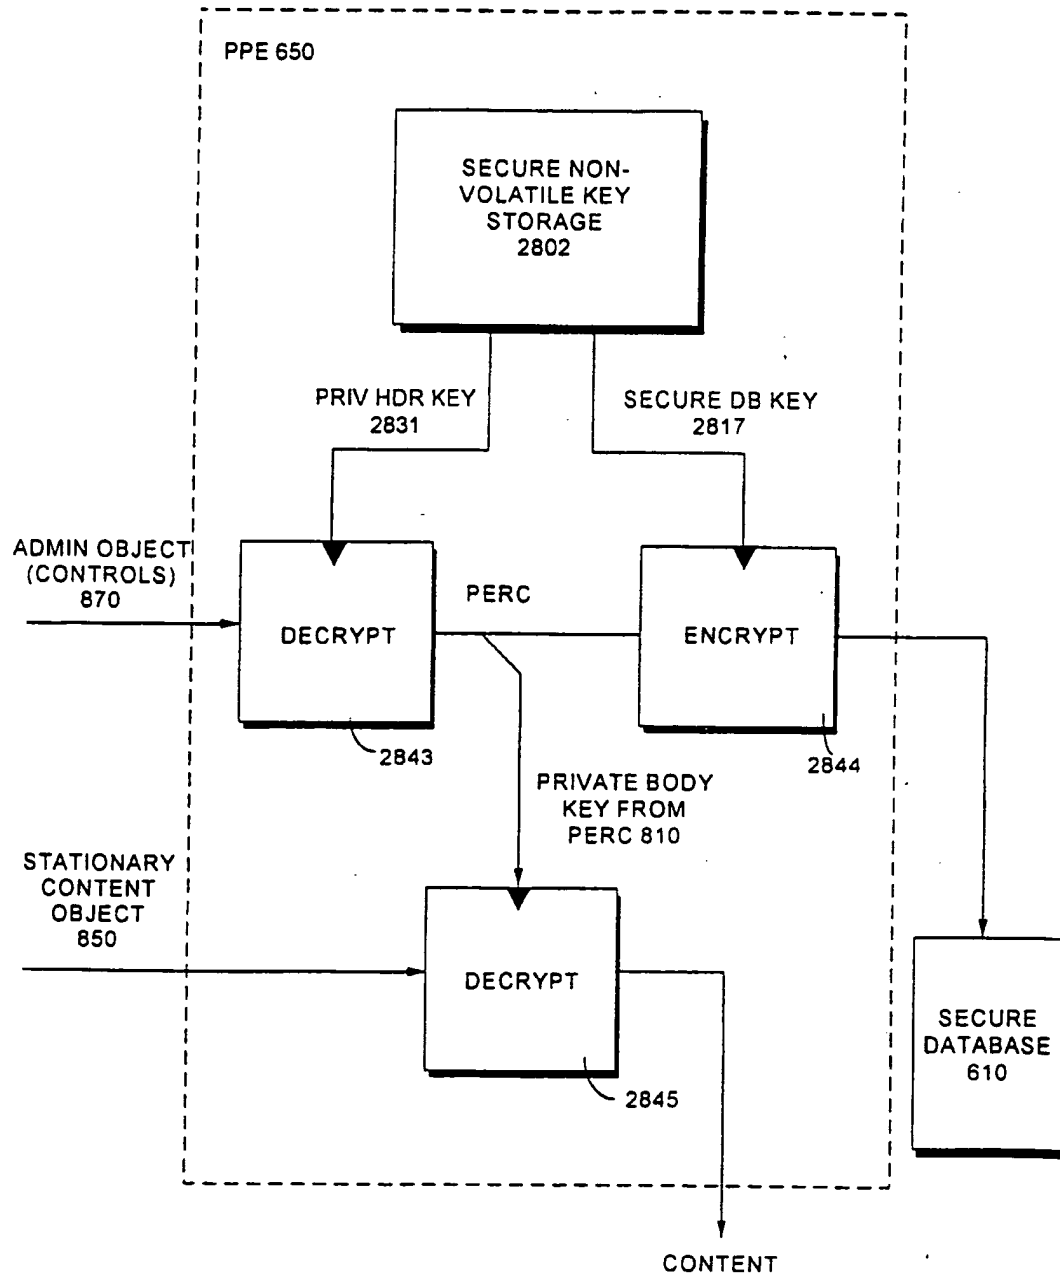 PPE 650
SECURE NON-
VOLATILE KEY
STORAGE
2802
PRIV HDR KEY
2831
SECURE DB KEY
2817
ADMIN OBJECT
(CONTROLS)
870
DECRYPT
PERC
ENCRYPT
2843
2844
PRIVATE BODY
KEY FROM
PERC 810
STATIONARY
CONTENT
OBJECT
850
DECRYPT
2845
SECURE
DATABASE
610
CONTENT